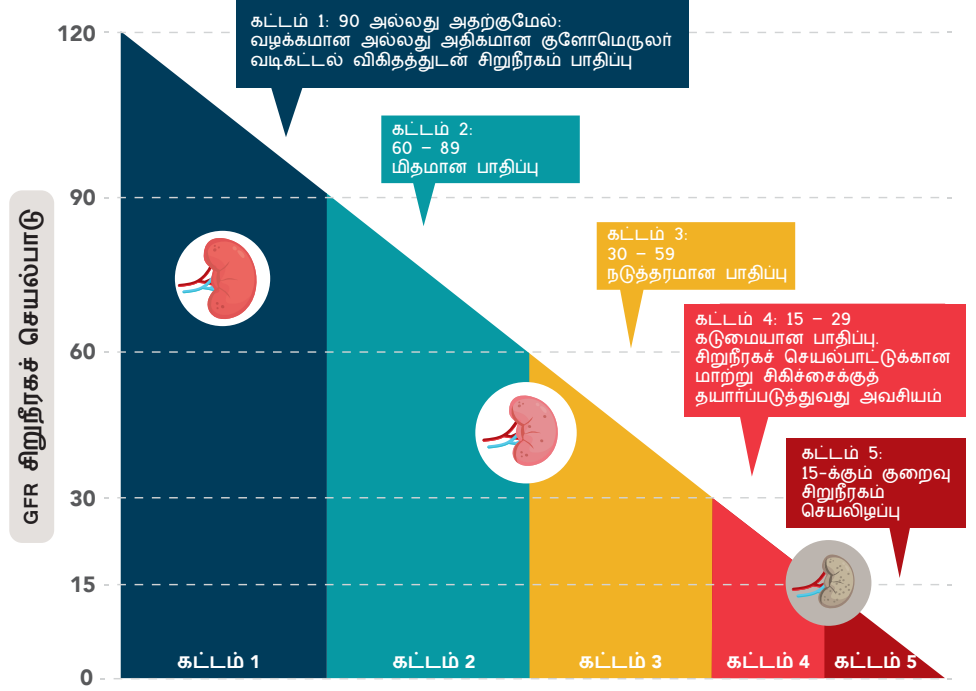 120
கட்டம் 1: 90 அல்லது அதற்குமேல்:
வழக்கமான அல்லது அதிகமான குளோமெருலர்
வடிகட்டல் விகிதத்துடன் சிறுநீரகம் பாதிப்பு
கட்டம் 2:
60 – 89
மிதமான பாதிப்பு
90
கட்டம் 3:
30 – 59
நடுத்தரமான பாதிப்பு
GFR சிறுநீரகச் செயல்பாடு
60
கட்டம் 4: 15 – 29
கடுமையான பாதிப்பு.
சிறுநீரகச் செயல்பாட்டுக்கான
மாற்று சிகிச்சைக்குத்
தயார்ப்படுத்துவது அவசியம்
கட்டம் 5:
15-க்கும் குறைவு
சிறுநீரகம்
செயலிழப்பு
30
15
0
கட்டம் 1
கட்டம் 2
கட்டம் 3
கட்டம் 4
கட்டம் 5